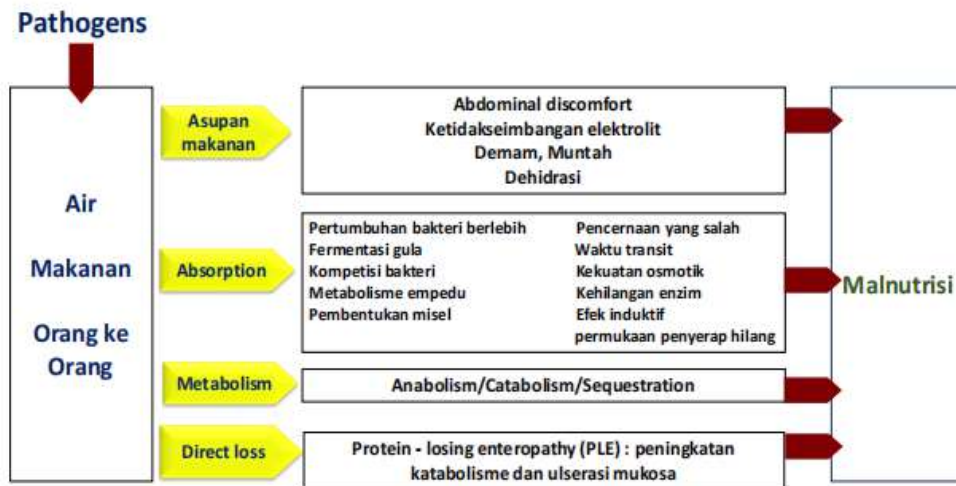 Pathogens
Air
Makanan
Orang ke
Orang
Asupan
makanan
Abdominal discomfort
Ketidakseimbangan elektrolit
Demam, Muntah
Dehidrasi
Absorption
Pertumbuhan bakteri berlebih
Fermentasi gula
Kompetisi bakteri
Metabolisme empedu
Pembentukan misel
Pencernaan yang salah
Waktu transit
Kekuatan osmotik
Kehilangan enzim
Efek induktif
permukaan penyerap hilang
Metabolism
Anabolism/Catabolism/Sequestration
Direct loss
Protein - losing enteropathy (PLE) : peningkatan
katabolisme dan ulserasi mukosa
Malnutrisi